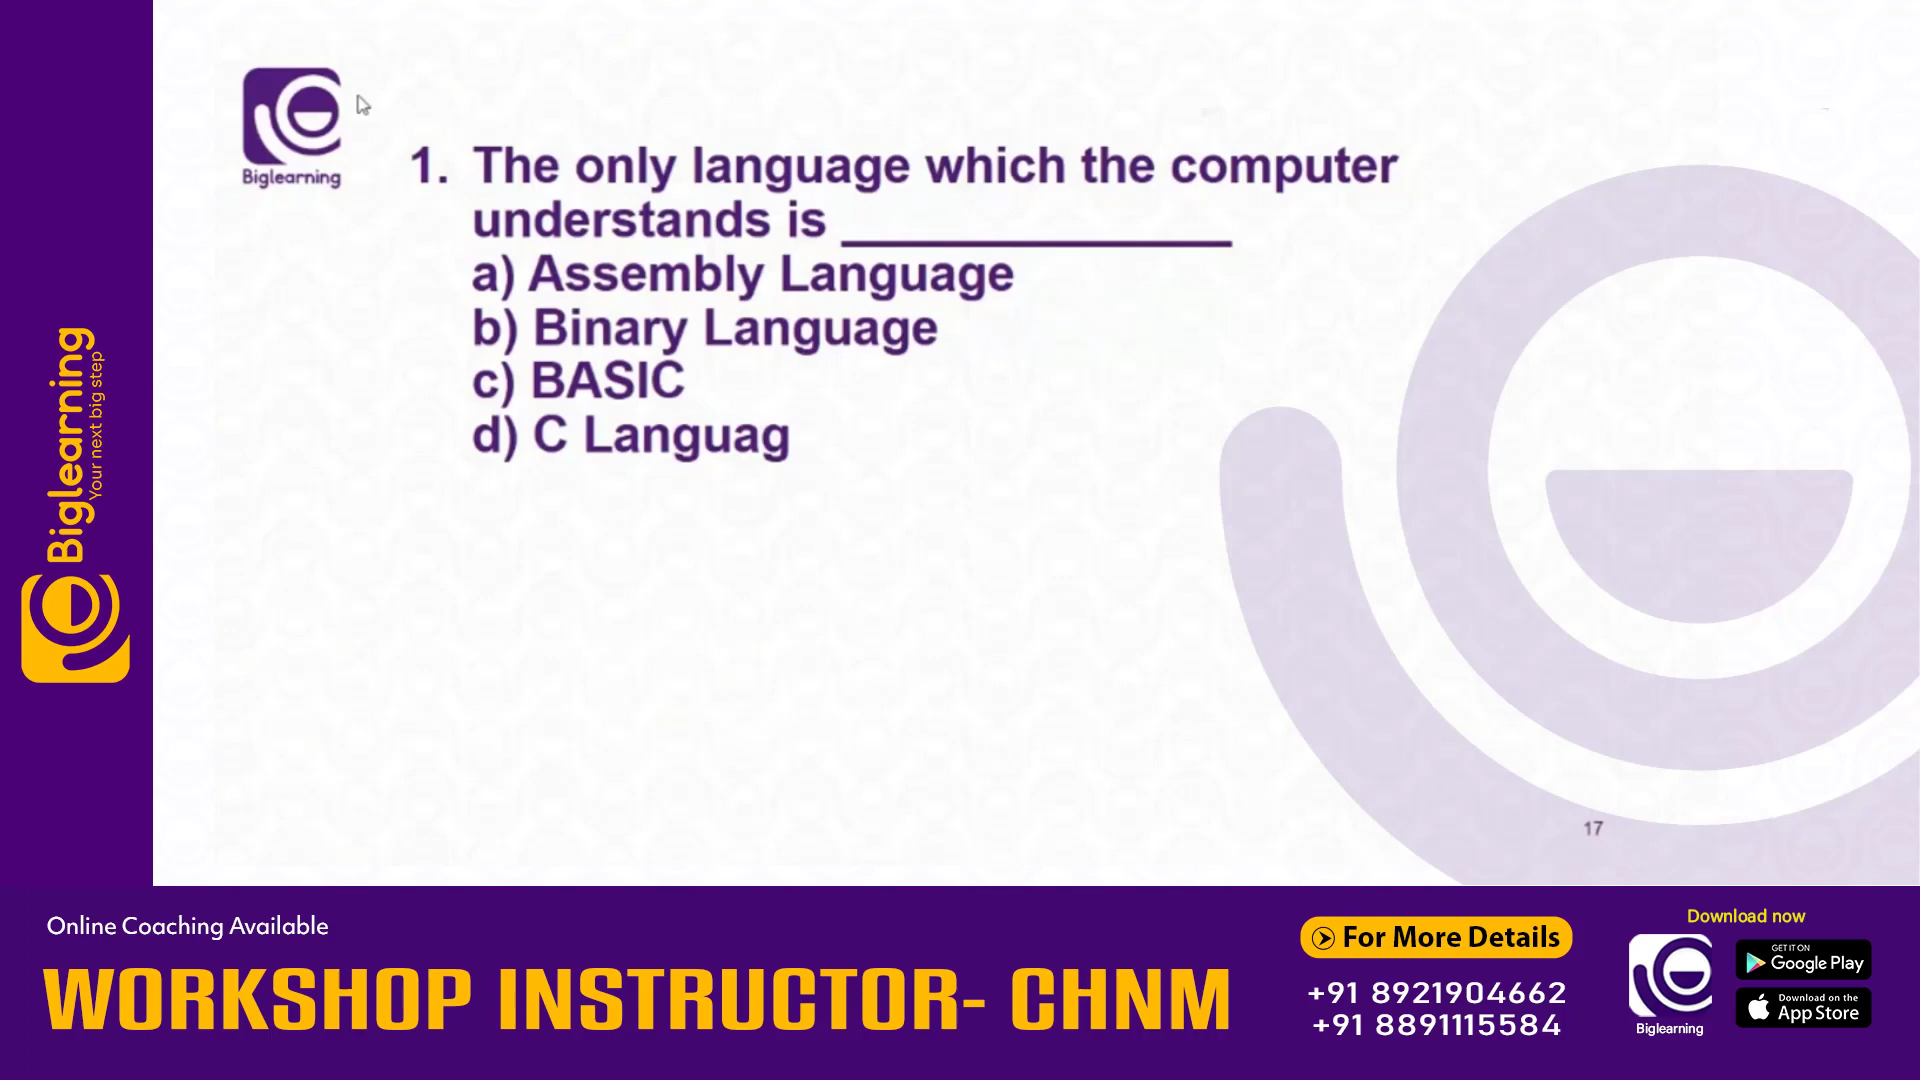 Biglearning
1. The only language which the computer
understands is _______________
a) Assembly Language
b) Binary Language
c) BASIC
d) C Languag
17
Biglearning
Your next big step
Online Coaching Available
WORKSHOP INSTRUCTOR- CHNM
For More Details
+91 8921904662
+91 8891115584
Download now
Biglearning
GET IT ON
Google Play
Download on the
App Store